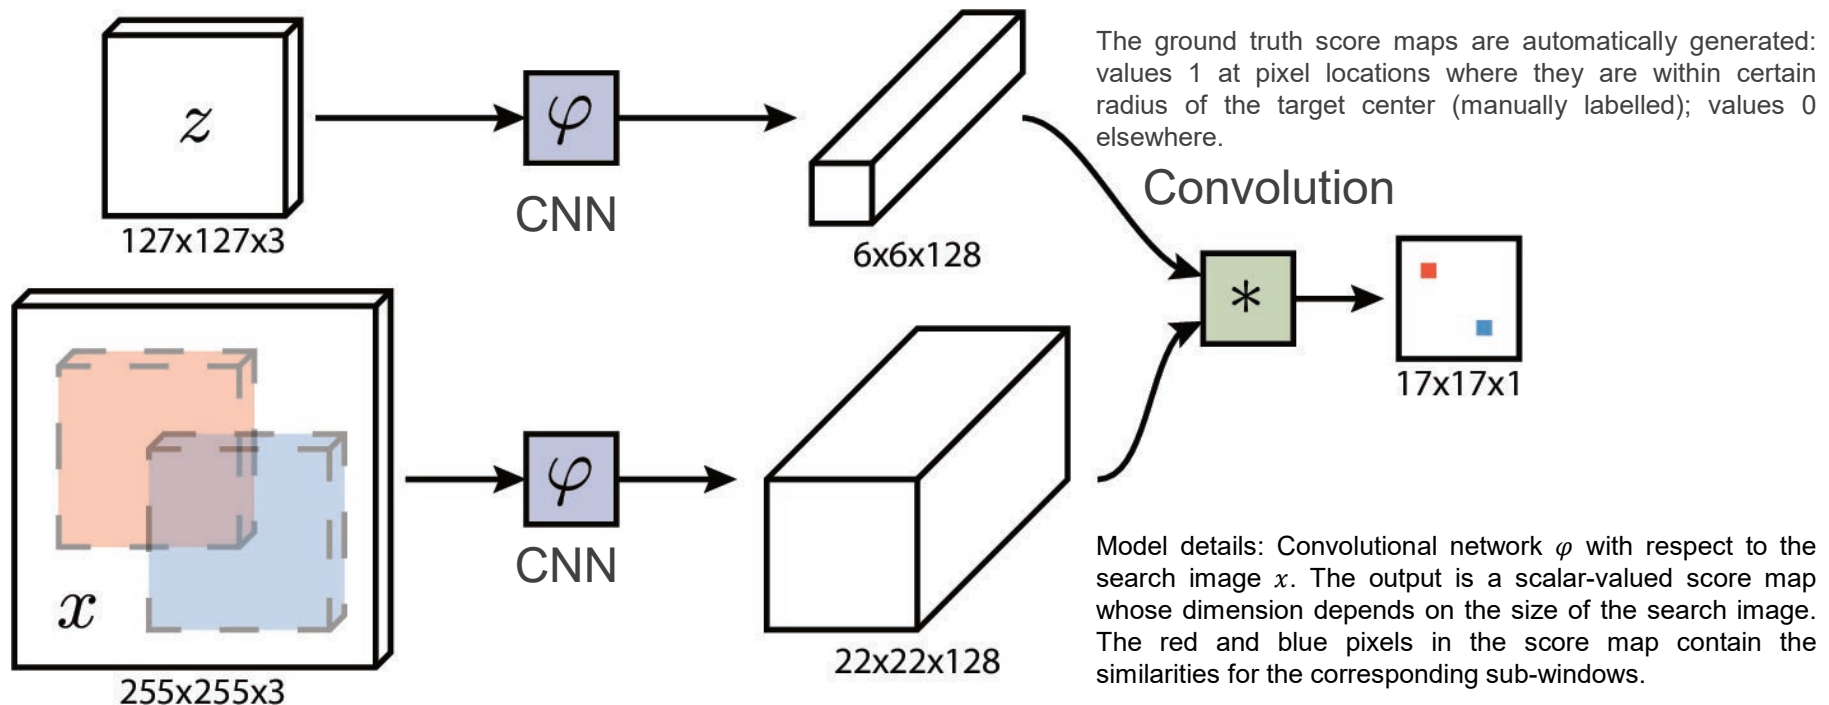 The ground truth score maps are automatically generated:
values 1 at pixel locations where they are within certain
radius of the target center (manually labelled); values 0
elsewhere.
z
φ
CNN
127x127x3
6x6x128
Convolution
*
17x17x1
x
φ
CNN
255x255x3
22x22x128
Model details: Convolutional network φ with respect to the
search image x. The output is a scalar-valued score map
whose dimension depends on the size of the search image.
The red and blue pixels in the score map contain the
similarities for the corresponding sub-windows.